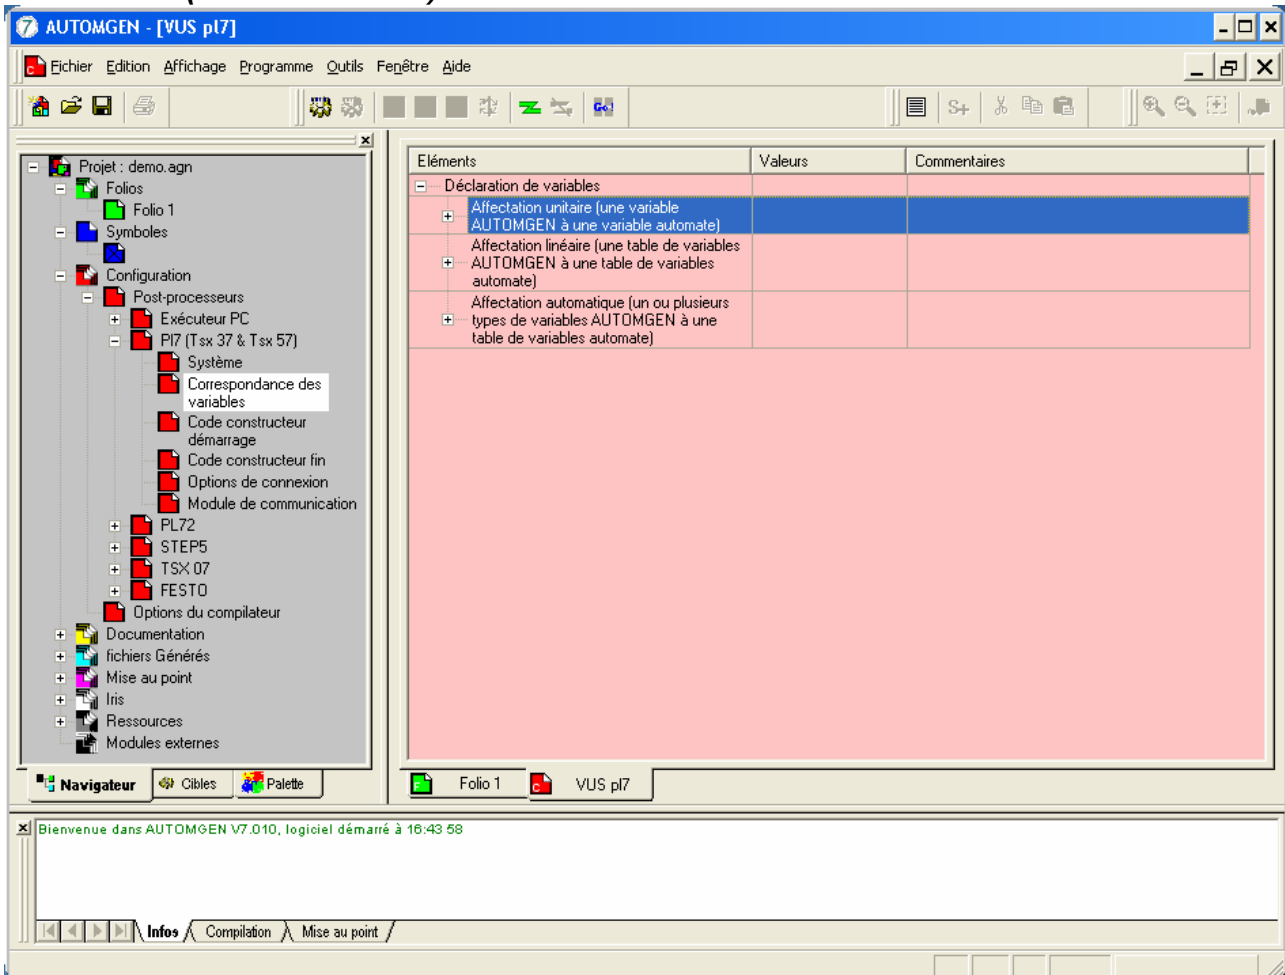 AUTOMGEN - [VUS pl7]
Fichier Edition Affichage Programme Outils Fenêtre Aide
Go!
S+
Projet : demo.agn
Folios
Folio 1
Symboles
Configuration
Post-processeurs
Exécuteur PC
Pl7 (Tsx 37 & Tsx 57)
Système
Correspondance des
variables
Code constructeur
démarrage
Code constructeur fin
Options de connexion
Module de communication
PL72
STEP5
TSX 07
FESTO
Options du compilateur
Documentation
fichiers Générés
Mise au point
Iris
Ressources
Modules externes
Navigateur Cibles Palette
Eléments Valeurs Commentaires
Déclaration de variables
Affectation unitaire (une variable
AUTOMGEN à une variable automate)
Affectation linéaire (une table de variables
AUTOMGEN à une table de variables
automate)
Affectation automatique (un ou plusieurs
types de variables AUTOMGEN à une
table de variables automate)
Folio 1 VUS pl7
Bienvenue dans AUTOMGEN V7.010, logiciel démarré à 16:43 58
Infos Compilation Mise au point